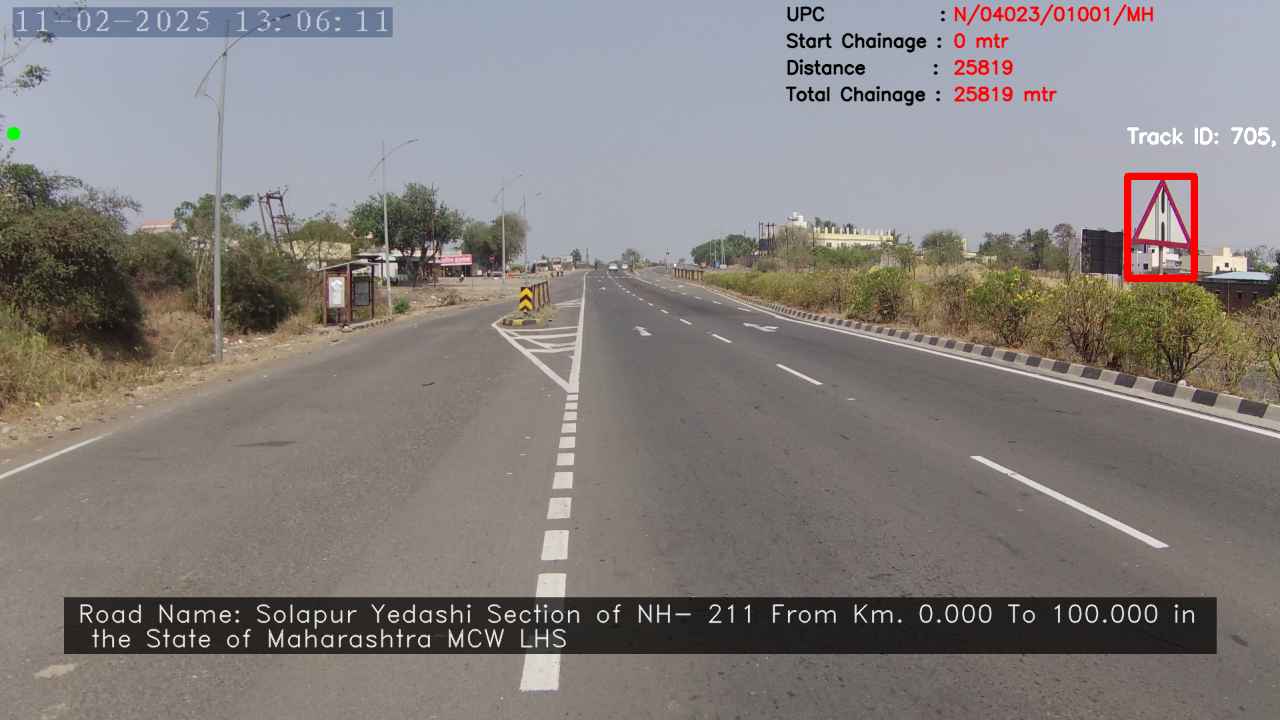 11-02-2025 13:06:11
UPC : N/04023/01001/MH
Start Chainage : 0 mtr
Distance : 25819
Total Chainage : 25819 mtr
Track ID: 705,
Road Name: Solapur Yedashi Section of NH- 211 From Km. 0.000 To 100.000 in
the State of Maharashtra MCW LHS